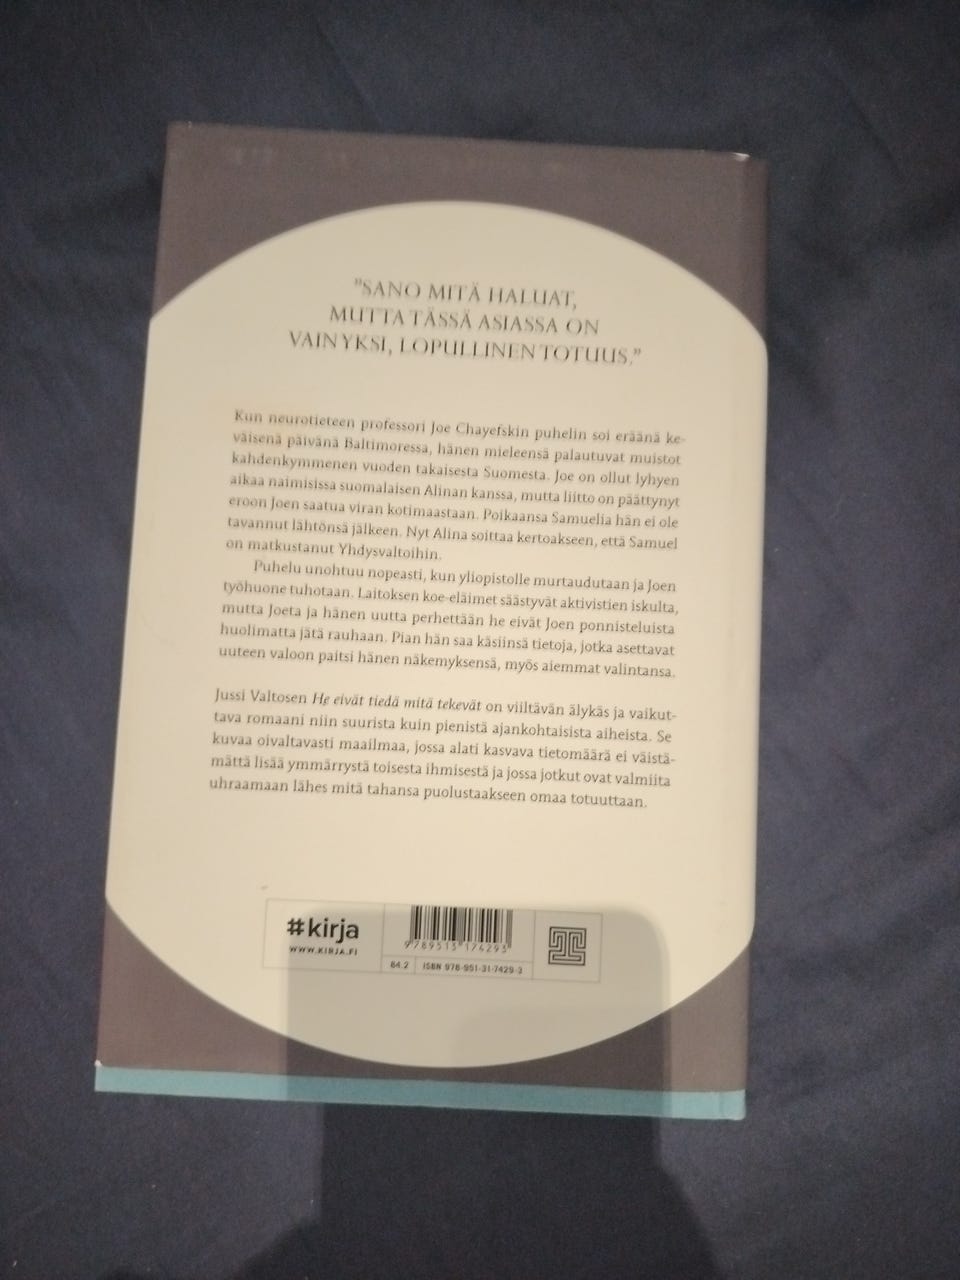 "SANO MITÄ HALUAT,
MUTTA TÄSSÄ ASIASSA ON
VAIN YKSI, LOPULLINEN TOTUUS."
Kun neurotieteen professori Joe Chayefskin puhelin soi eräänä ke-
väisenä päivänä Baltimoressa, hänen mieleensä palautuvat muistot
kahdenkymmenen vuoden takaisesta Suomesta. Joe on ollut lyhyen
aikaa naimisissa suomalaisen Alinan kanssa, mutta liitto on päättynyt
eroon Joen saatua viran kotimaastaan. Poikaansa Samuelia hän ei ole
tavannut lähtönsä jälkeen. Nyt Alina soittaa kertoakseen, että Samuel
on matkustanut Yhdysvaltoihin.
Puhelu unohtuu nopeasti, kun yliopistolle murtaudutaan ja Joen
työhuone tuhotaan. Laitoksen koe-eläimet säästyvät aktivistien iskulta,
mutta Joeta ja hänen uutta perhettään he eivät Joen ponnisteluista
huolimatta jätä rauhaan. Pian hän saa käsiinsä tietoja, jotka asettavat
uuteen valoon paitsi hänen näkemyksensä, myös aiemmat valintansa.
Jussi Valtosen He eivät tiedä mitä tekevät on viiltävän älykäs ja vaikut-
tava romaani niin suurista kuin pienistä ajankohtaisista aiheista. Se
kuvaa oivaltavasti maailmaa, jossa alati kasvava tietomäärä ei väistä-
mättä lisää ymmärrystä toisesta ihmisestä ja jossa jotkut ovat valmiita
uhraamaan lähes mitä tahansa puolustaakseen omaa totuuttaan.
#kirja
WWW.KIRJA.FI
9 789513 174293
84.2 ISBN 978-951-31-7429-3